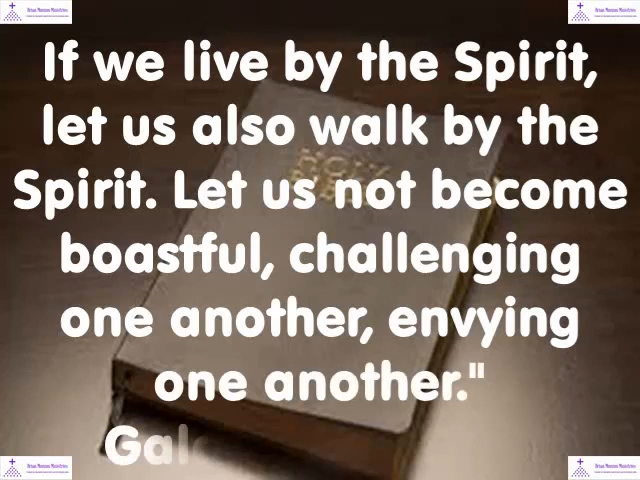 If we live by the Spirit,
let us also walk by the
Spirit. Let us not become
boastful, challenging
one another, envying
one another."
Gal
HOLY